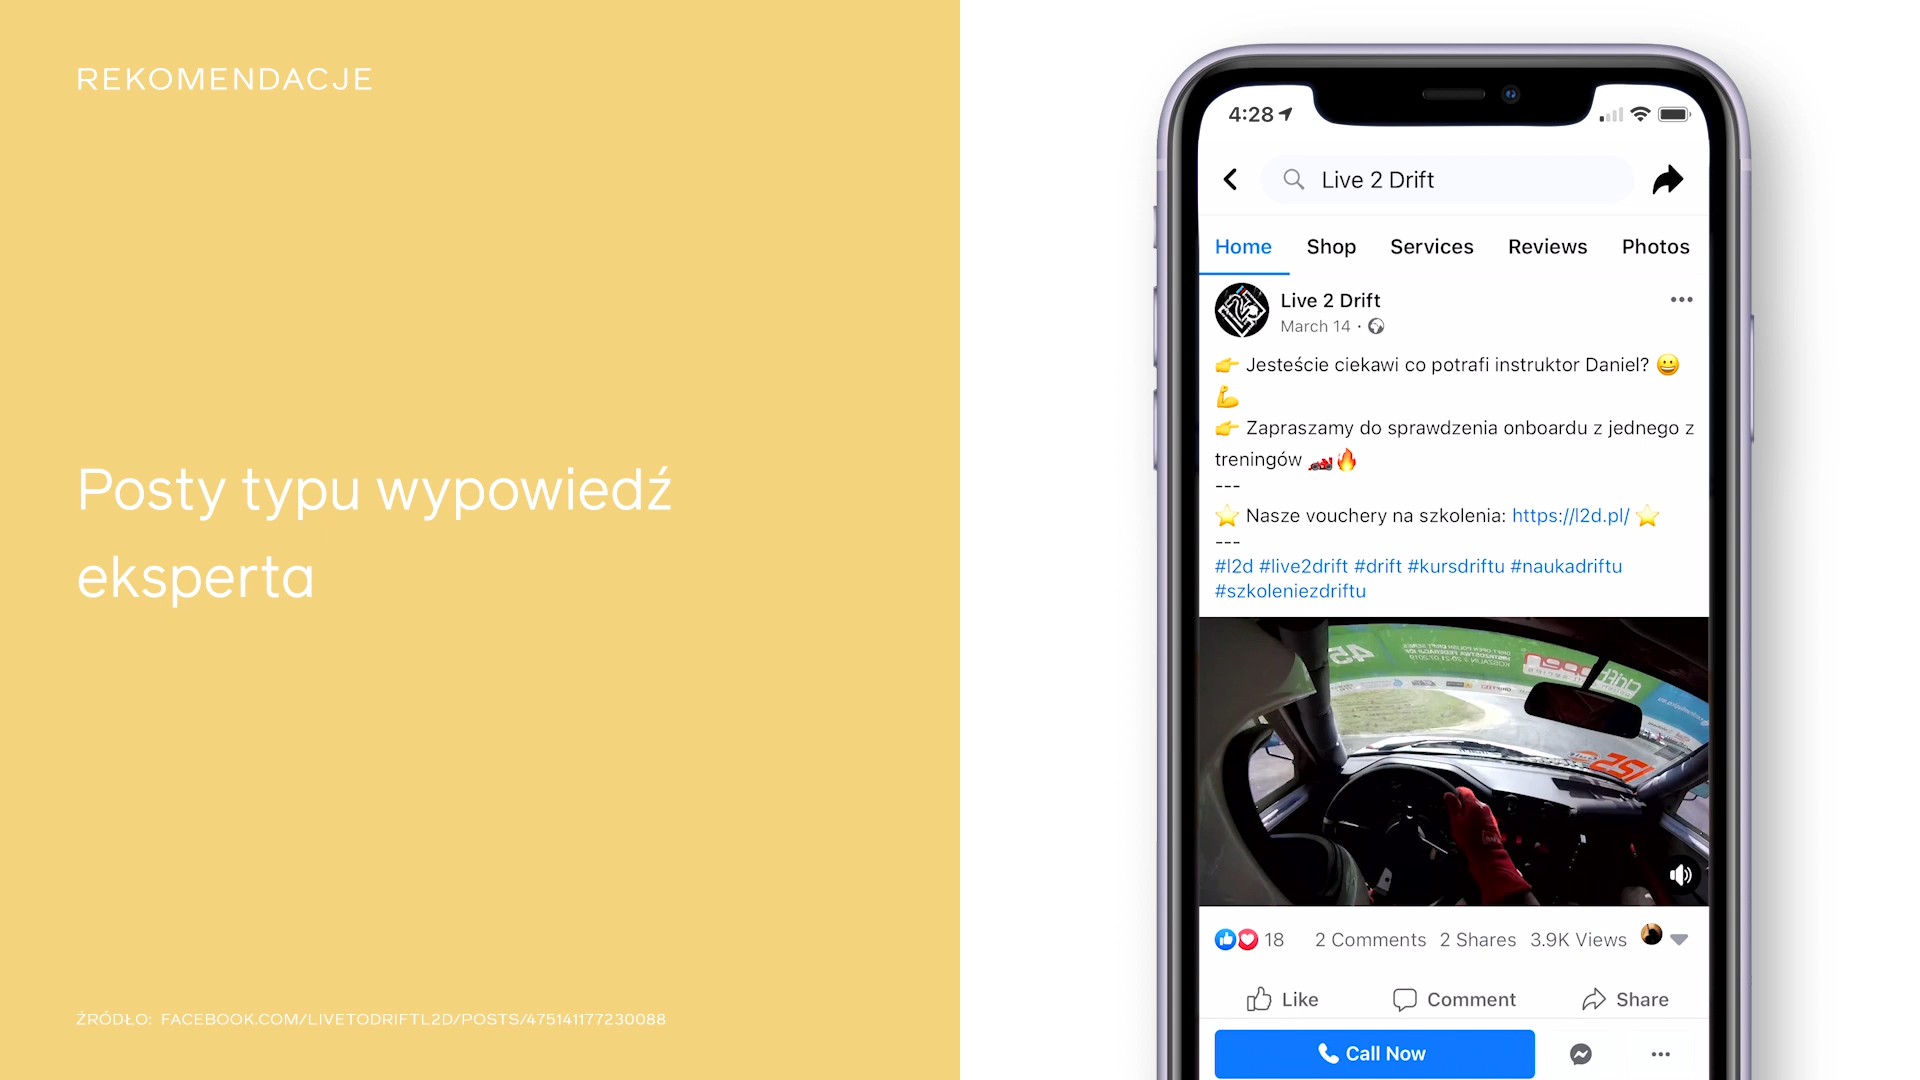 REKOMENDACJE
Posty typu wypowiedź
eksperta
ŹRÓDŁO: FACEBOOK.COM/LIVETODRIFTL2D/POSTS/475141177230088
4:28
Live 2 Drift
Home Shop Services Reviews Photos
Live 2 Drift
March 14 ·
👉 Jesteście ciekawi co potrafi instruktor Daniel? 😀
💪
👉 Zapraszamy do sprawdzenia onboardu z jednego z
treningów 🏎️🔥
---
⭐ Nasze vouchery na szkolenia: https://l2d.pl/ ⭐
---
#l2d #live2drift #drift #kursdriftu #naukadriftu
#szkoleniezdriftu
45
125
18 2 Comments 2 Shares 3.9K Views
Like Comment Share
Call Now